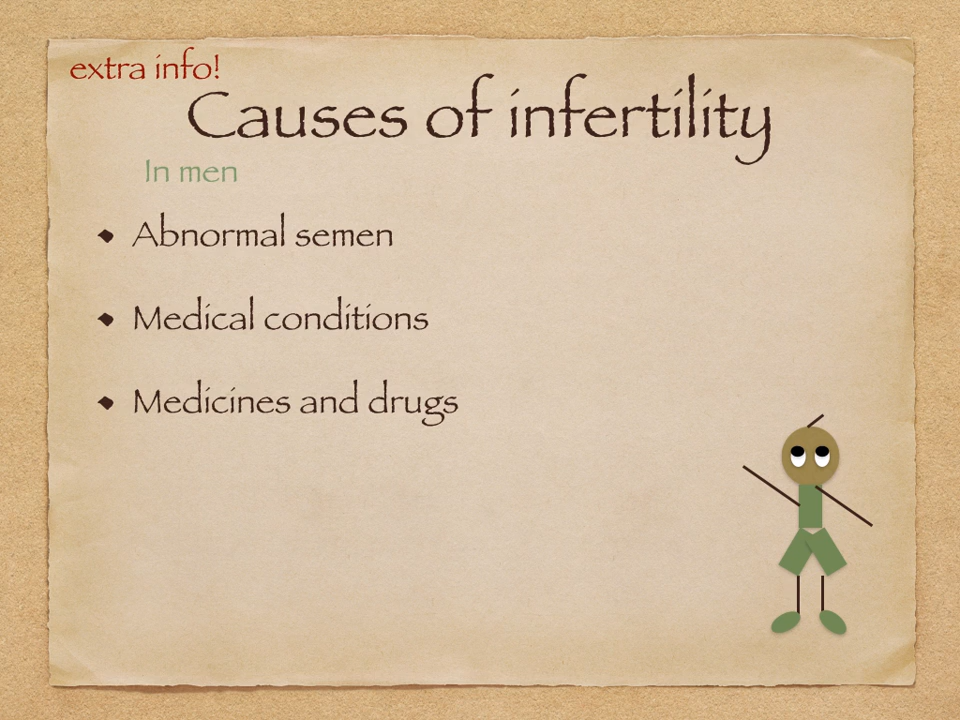 extra info!
Causes of infertility
In men
• Abnormal semen
• Medical conditions
• Medicines and drugs